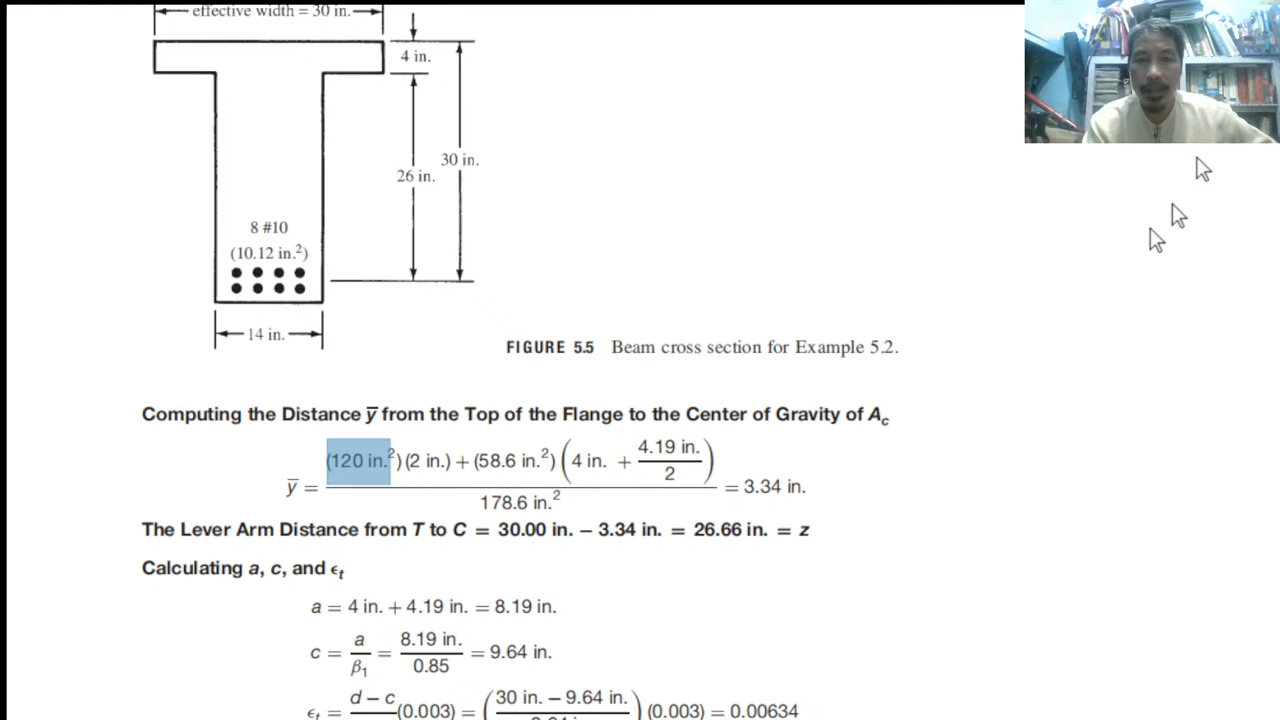 effective width = 30 in.
4 in.
30 in.
26 in.
8 #10
(10.12 in.²)
14 in.
FIGURE 5.5 Beam cross section for Example 5.2.
Computing the Distance ȳ from the Top of the Flange to the Center of Gravity of A_c
ȳ = ((120 in.²)(2 in.) + (58.6 in.²)(4 in. + 4.19 in./2))/178.6 in.² = 3.34 in.
The Lever Arm Distance from T to C = 30.00 in. − 3.34 in. = 26.66 in. = z
Calculating a, c, and ϵ_t
a = 4 in. + 4.19 in. = 8.19 in.
c = a/β₁ = 8.19 in./0.85 = 9.64 in.
ϵ_t = d − c (0.003) = (30 in. − 9.64 in.) (0.003) = 0.00634